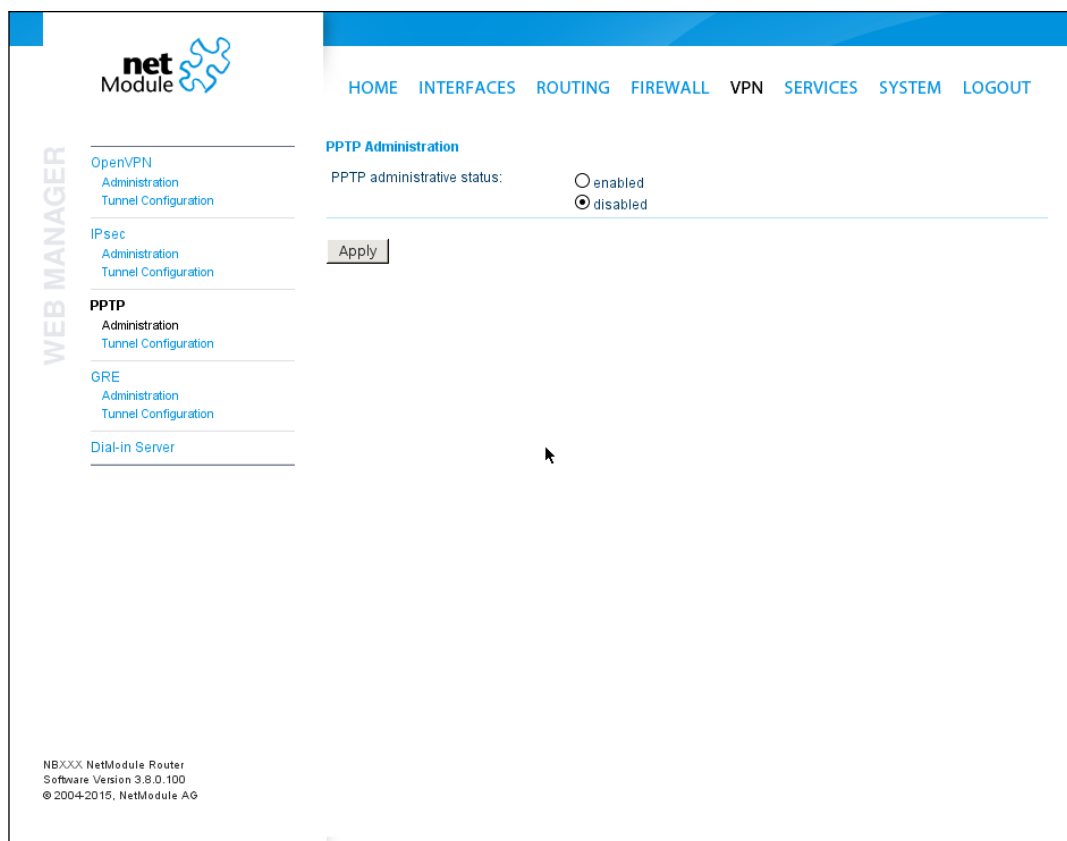 net
Module
HOME INTERFACES ROUTING FIREWALL VPN SERVICES SYSTEM LOGOUT
WEB MANAGER
OpenVPN
Administration
Tunnel Configuration
IPsec
Administration
Tunnel Configuration
PPTP
Administration
Tunnel Configuration
GRE
Administration
Tunnel Configuration
Dial-in Server
PPTP Administration
PPTP administrative status:
enabled
disabled
Apply
NBXXX NetModule Router
Software Version 3.8.0.100
© 2004-2015, NetModule AG